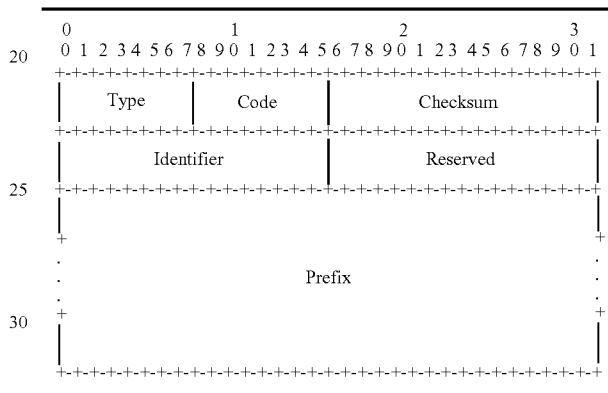 0 1 2 3
20 0 1 2 3 4 5 6 7 8 9 0 1 2 3 4 5 6 7 8 9 0 1 2 3 4 5 6 7 8 9 0 1
+-+-+-+-+-+-+-+-+-+-+-+-+-+-+-+-+-+-+-+-+-+-+-+-+-+-+-+-+-+-+-+-+
| Type | Code | Checksum |
+-+-+-+-+-+-+-+-+-+-+-+-+-+-+-+-+-+-+-+-+-+-+-+-+-+-+-+-+-+-+-+-+
| Identifier | Reserved |
25 +-+-+-+-+-+-+-+-+-+-+-+-+-+-+-+-+-+-+-+-+-+-+-+-+-+-+-+-+-+-+-+-+
| |
+ +
. .
. Prefix .
. .
30 + +
| |
+-+-+-+-+-+-+-+-+-+-+-+-+-+-+-+-+-+-+-+-+-+-+-+-+-+-+-+-+-+-+-+-+